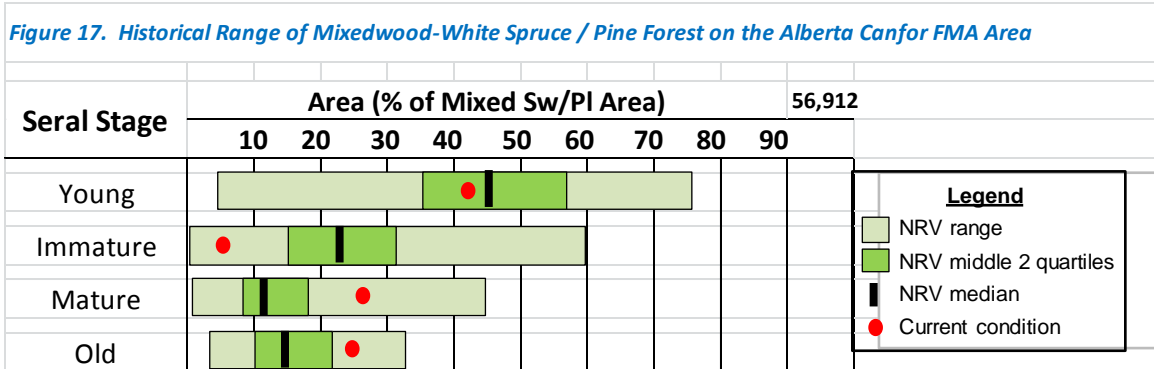 Figure 17. Historical Range of Mixedwood-White Spruce / Pine Forest on the Alberta Canfor FMA Area
Seral Stage
Area (% of Mixed Sw/Pl Area)
56,912
10 20 30 40 50 60 70 80 90
Young
Immature
Mature
Old
Legend
NRV range
NRV middle 2 quartiles
NRV median
Current condition